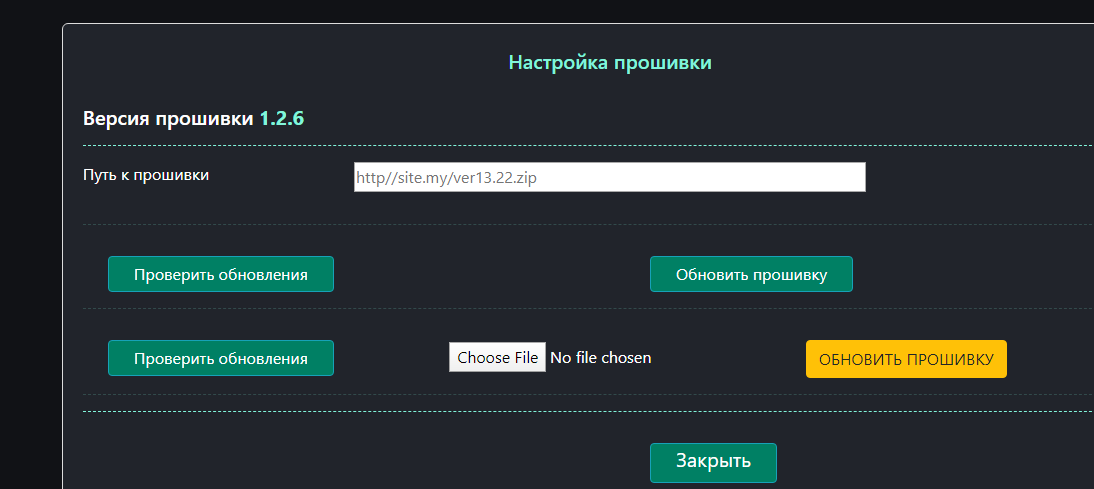 Настройка прошивки
Версия прошивки 1.2.6
Путь к прошивки http//site.my/ver13.22.zip
Проверить обновления Обновить прошивку
Проверить обновления Choose File No file chosen ОБНОВИТЬ ПРОШИВКУ
Закрыть